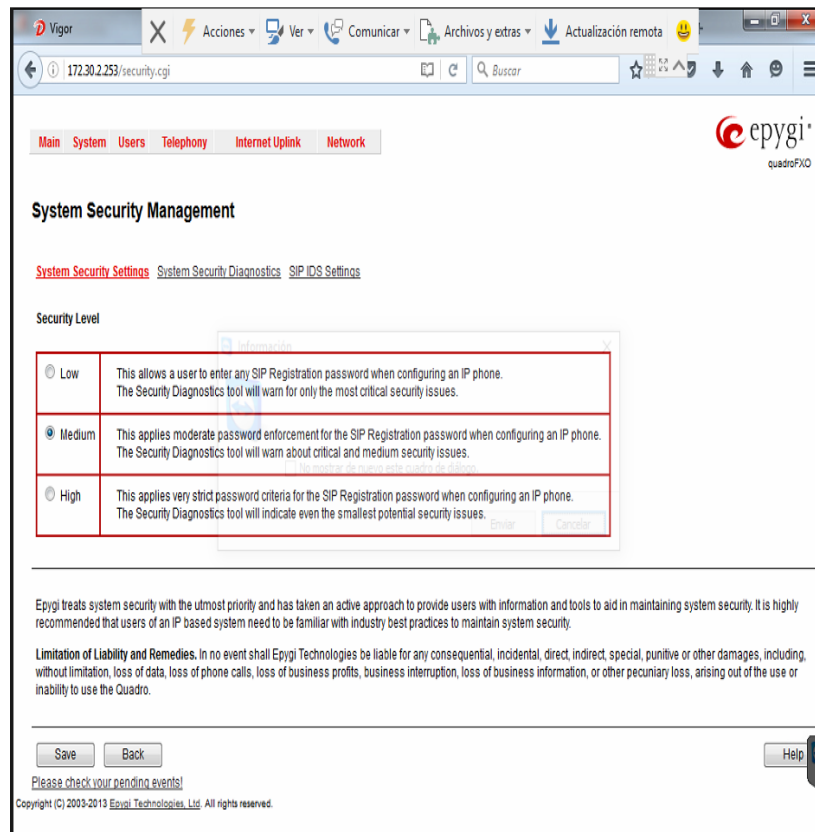 Vigor
Acciones Ver Comunicar Archivos y extras Actualización remota
172.30.2.253/security.cgi Buscar
Main System Users Telephony Internet Uplink Network
epygi
quadroFXO
System Security Management
System Security Settings System Security Diagnostics SIP IDS Settings
Security Level
Información
Low This allows a user to enter any SIP Registration password when configuring an IP phone.
The Security Diagnostics tool will warn for only the most critical security issues.
Medium This applies moderate password enforcement for the SIP Registration password when configuring an IP phone.
The Security Diagnostics tool will warn about critical and medium security issues.
No mostrar de nuevo este cuadro de diálogo.
High This applies very strict password criteria for the SIP Registration password when configuring an IP phone.
The Security Diagnostics tool will indicate even the smallest potential security issues.
Enviar Cancelar
Epygi treats system security with the utmost priority and has taken an active approach to provide users with information and tools to aid in maintaining system security. It is highly
recommended that users of an IP based system need to be familiar with industry best practices to maintain system security.
Limitation of Liability and Remedies. In no event shall Epygi Technologies be liable for any consequential, incidental, direct, indirect, special, punitive or other damages, including,
without limitation, loss of data, loss of phone calls, loss of business profits, business interruption, loss of business information, or other pecuniary loss, arising out of the use or
inability to use the Quadro.
Save Back Help
Please check your pending events!
Copyright (C) 2003-2013 Epygi Technologies, Ltd. All rights reserved.